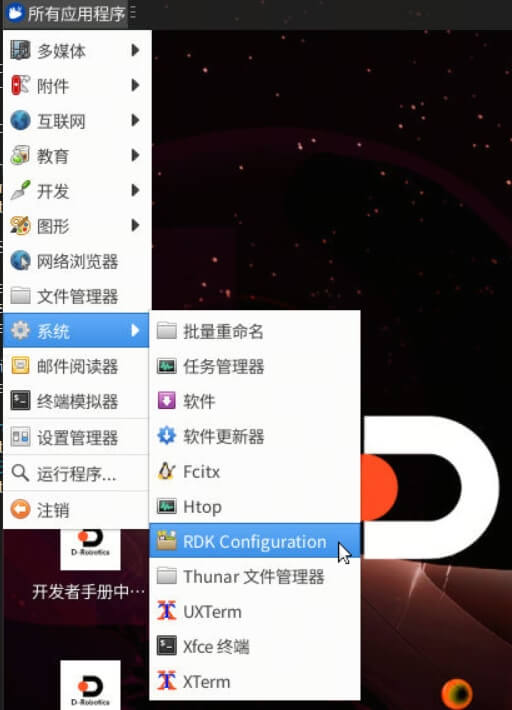 所有应用程序
多媒体
附件
互联网
教育
开发
图形
网络浏览器
文件管理器
系统
邮件阅读器
终端模拟器
设置管理器
运行程序...
注销
批量重命名
任务管理器
软件
软件更新器
Fcitx
Htop
RDK Configuration
Thunar 文件管理器
UXTerm
Xfce 终端
XTerm
D-Robotics
开发者手册中…
D-Robotics